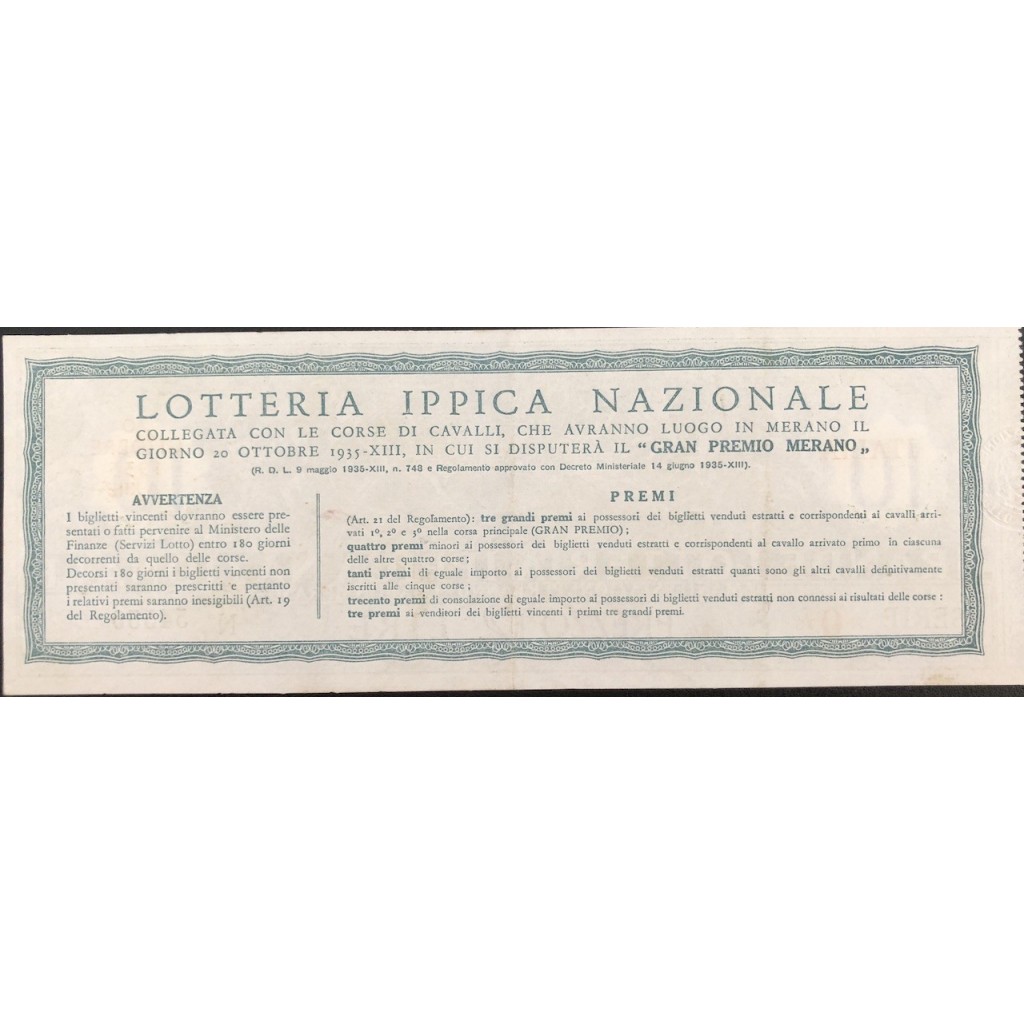 LOTTERIA IPPICA NAZIONALE
COLLEGATA CON LE CORSE DI CAVALLI, CHE AVRANNO LUOGO IN MERANO IL
GIORNO 20 OTTOBRE 1935-XIII, IN CUI SI DISPUTERÀ IL “GRAN PREMIO MERANO„
(R. D. L. 9 maggio 1935-XIII, n. 748 e Regolamento approvato con Decreto Ministeriale 14 giugno 1935-XIII).
AVVERTENZA
I biglietti vincenti dovranno essere pre-
sentati o fatti pervenire al Ministero delle
Finanze (Servizi Lotto) entro 180 giorni
decorrenti da quello delle corse.
Decorsi 180 giorni i biglietti vincenti non
presentati saranno prescritti e pertanto
i relativi premi saranno inesigibili (Art. 19
del Regolamento).
PREMI
(Art. 21 del Regolamento): tre grandi premi ai possessori dei biglietti venduti estratti e corrispondenti ai cavalli arri-
vati 1º, 2º e 3º nella corsa principale (GRAN PREMIO) ;
quattro premi minori ai possessori dei biglietti venduti estratti e corrispondenti al cavallo arrivato primo in ciascuna
delle altre quattro corse ;
tanti premi di eguale importo ai possessori dei biglietti venduti estratti quanti sono gli altri cavalli definitivamente
iscritti alle cinque corse ;
trecento premi di consolazione di eguale importo ai possessori di biglietti venduti estratti non connessi ai risultati delle corse :
tre premi ai venditori dei biglietti vincenti i primi tre grandi premi.